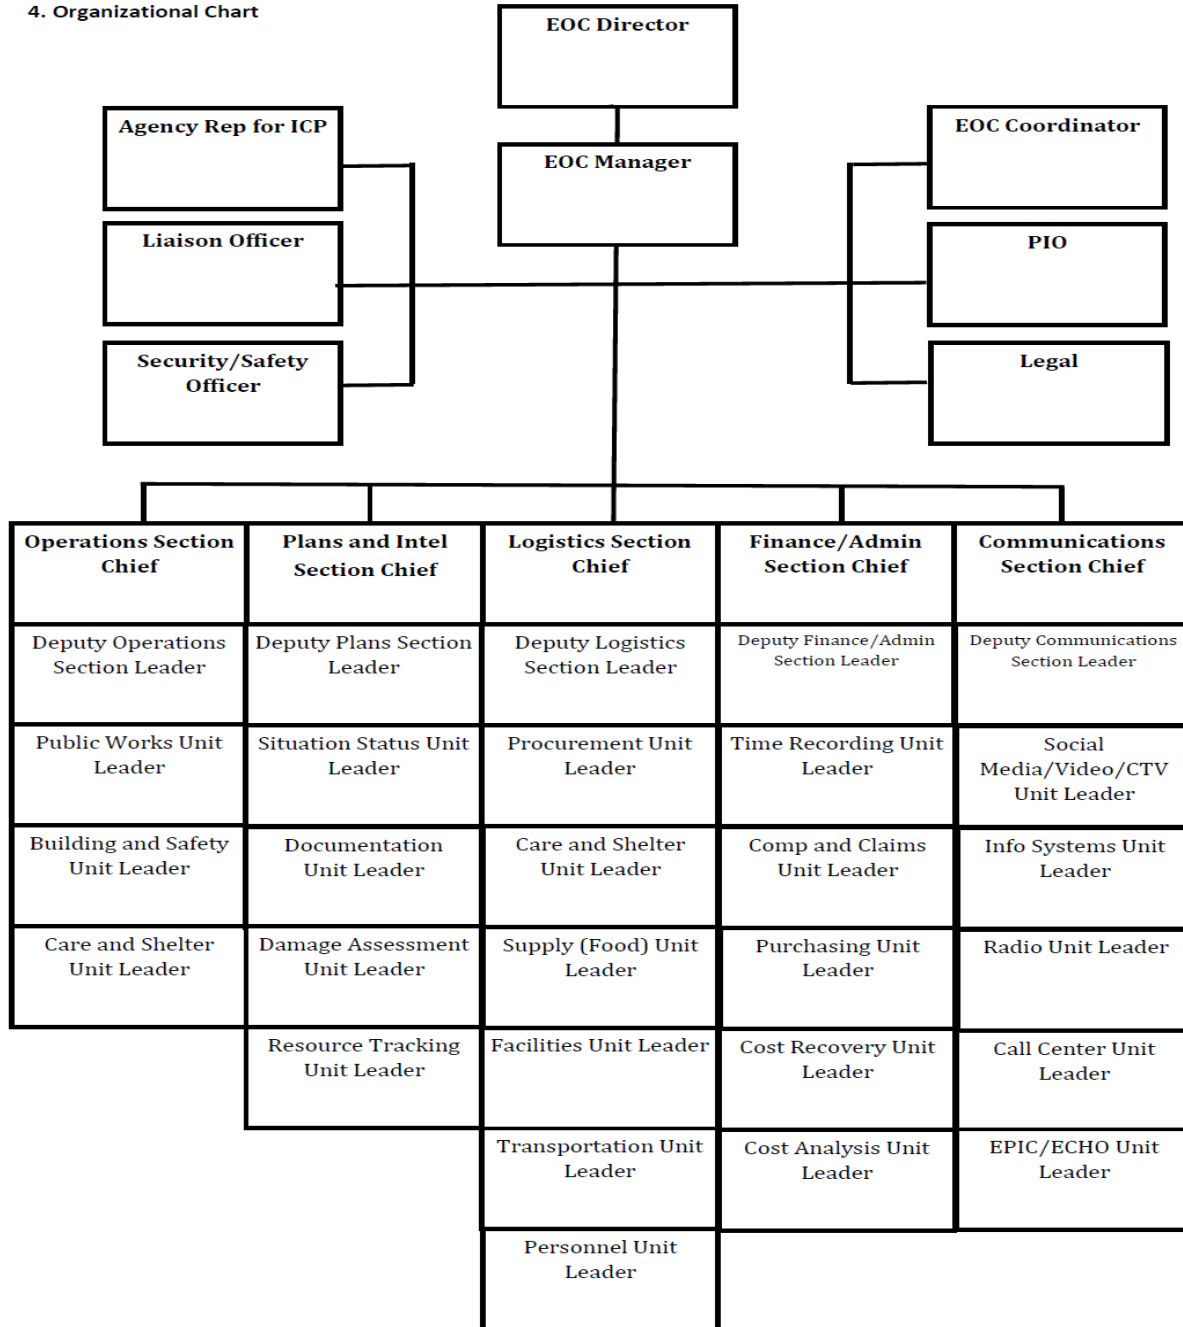 4. Organizational Chart
EOC Director
Agency Rep for ICP
EOC Manager
EOC Coordinator
Liaison Officer
PIO
Security/Safety
Officer
Legal
Operations Section
Chief
Plans and Intel
Section Chief
Logistics Section
Chief
Finance/Admin
Section Chief
Communications
Section Chief
Deputy Operations
Section Leader
Deputy Plans Section
Leader
Deputy Logistics
Section Leader
Deputy Finance/Admin
Section Leader
Deputy Communications
Section Leader
Public Works Unit
Leader
Situation Status Unit
Leader
Procurement Unit
Leader
Time Recording Unit
Leader
Social
Media/Video/CTV
Unit Leader
Building and Safety
Unit Leader
Documentation
Unit Leader
Care and Shelter
Unit Leader
Comp and Claims
Unit Leader
Info Systems Unit
Leader
Care and Shelter
Unit Leader
Damage Assessment
Unit Leader
Supply (Food) Unit
Leader
Purchasing Unit
Leader
Radio Unit Leader
Resource Tracking
Unit Leader
Facilities Unit Leader
Cost Recovery Unit
Leader
Call Center Unit
Leader
Transportation Unit
Leader
Cost Analysis Unit
Leader
EPIC/ECHO Unit
Leader
Personnel Unit
Leader